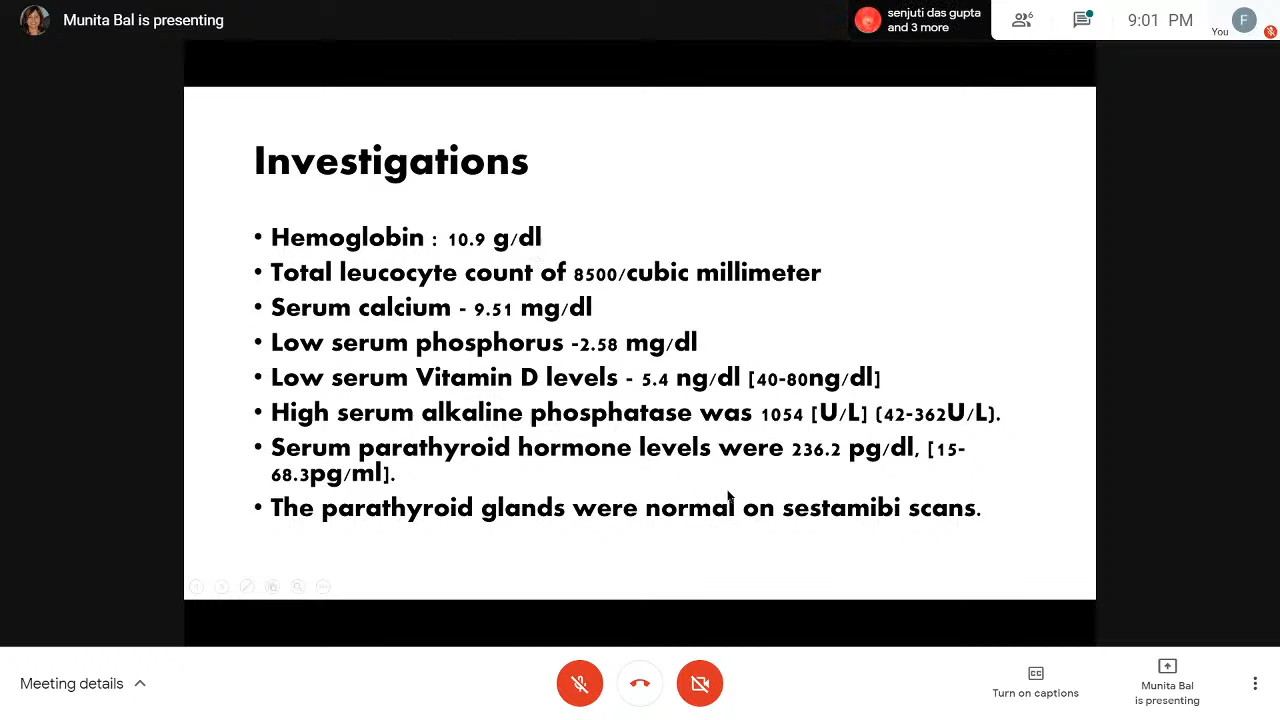 Munita Bal is presenting
senjuti das gupta
and 3 more
6
9:01 PM
You
F
Investigations
• Hemoglobin : 10.9 g/dl
• Total leucocyte count of 8500/cubic millimeter
• Serum calcium - 9.51 mg/dl
• Low serum phosphorus -2.58 mg/dl
• Low serum Vitamin D levels - 5.4 ng/dl [40-80ng/dl]
• High serum alkaline phosphatase was 1054 [U/L] (42-362U/L).
• Serum parathyroid hormone levels were 236.2 pg/dl, [15-
68.3pg/ml].
• The parathyroid glands were normal on sestamibi scans.
Meeting details
Turn on captions
Munita Bal
is presenting